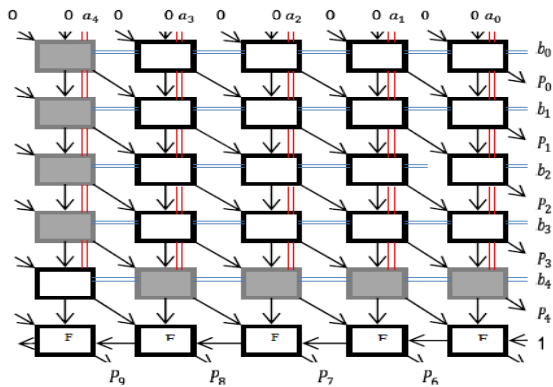 0 0 a₄ 0 0 a₃ 0 0 a₂ 0 0 a₁ 0 0 a₀
b₀
P₀
b₁
P₁
b₂
P₂
b₃
P₃
b₄
P₄
F F F F F 1
P₉ P₈ P₇ P₆